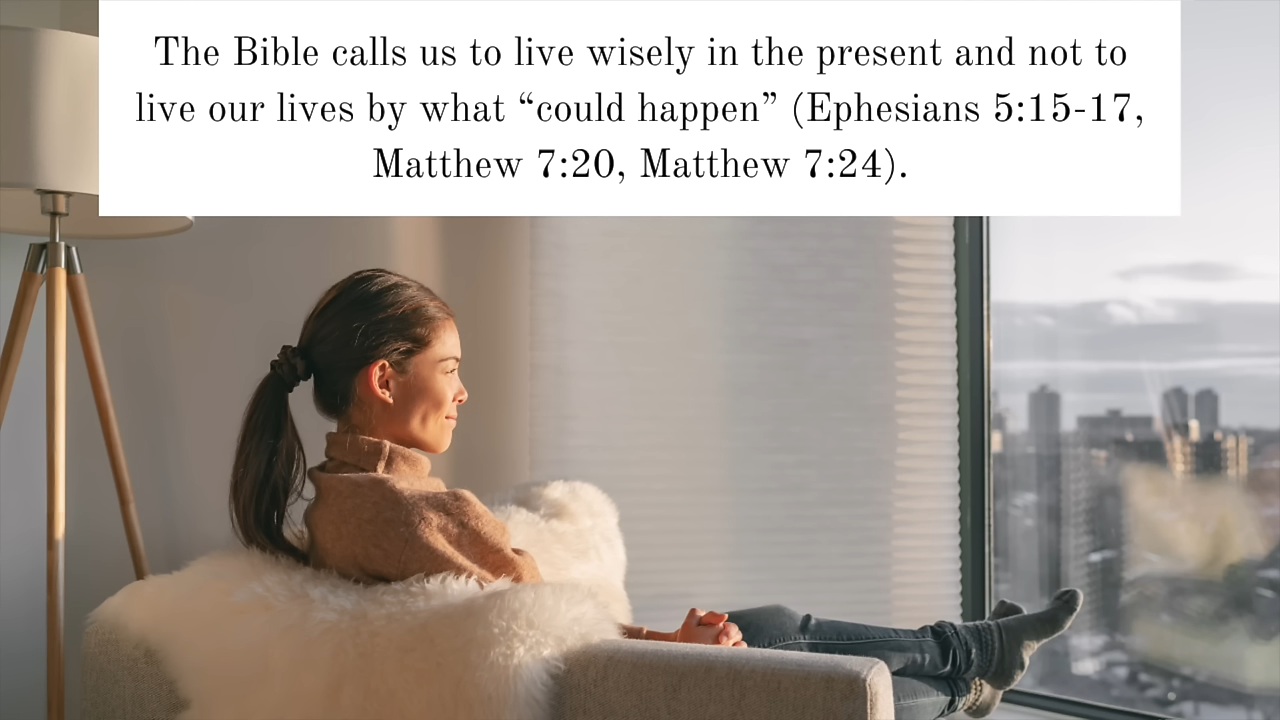 The Bible calls us to live wisely in the present and not to
live our lives by what “could happen” (Ephesians 5:15-17,
Matthew 7:20, Matthew 7:24).